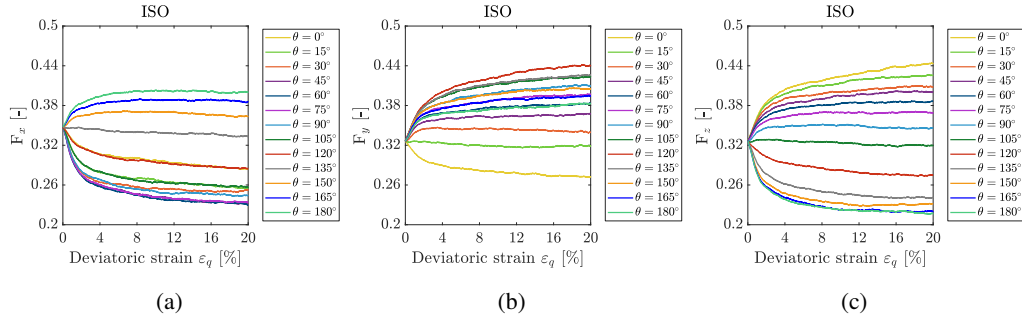 ISO
F_x [-]
0.5
0.44
0.38
0.32
0.26
0.2
0 4 8 12 16 20
Deviatoric strain ε_q [%]
θ = 0°
θ = 15°
θ = 30°
θ = 45°
θ = 60°
θ = 75°
θ = 90°
θ = 105°
θ = 120°
θ = 135°
θ = 150°
θ = 165°
θ = 180°
(a)
ISO
F_y [-]
0.5
0.44
0.38
0.32
0.26
0.2
0 4 8 12 16 20
Deviatoric strain ε_q [%]
θ = 0°
θ = 15°
θ = 30°
θ = 45°
θ = 60°
θ = 75°
θ = 90°
θ = 105°
θ = 120°
θ = 135°
θ = 150°
θ = 165°
θ = 180°
(b)
ISO
F_z [-]
0.5
0.44
0.38
0.32
0.26
0.2
0 4 8 12 16 20
Deviatoric strain ε_q [%]
θ = 0°
θ = 15°
θ = 30°
θ = 45°
θ = 60°
θ = 75°
θ = 90°
θ = 105°
θ = 120°
θ = 135°
θ = 150°
θ = 165°
θ = 180°
(c)